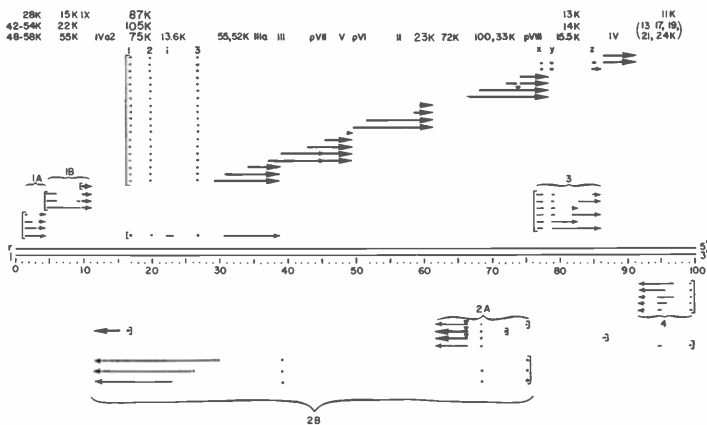 28K 15K IX 87K 13K 11K
42-54K 22K 105K 14K (13 17, 19,
48-58K 55K IVa2 75K 13.6K 55,52K IIIa III pVII V pVI II 23K 72K 100,33K pVIII 15.5K IV 21, 24K)
1 2 i 3 x y z
1A 1B 3
r 5'
l 3'
0 10 20 30 40 50 60 70 80 90 100
2A 4
2B